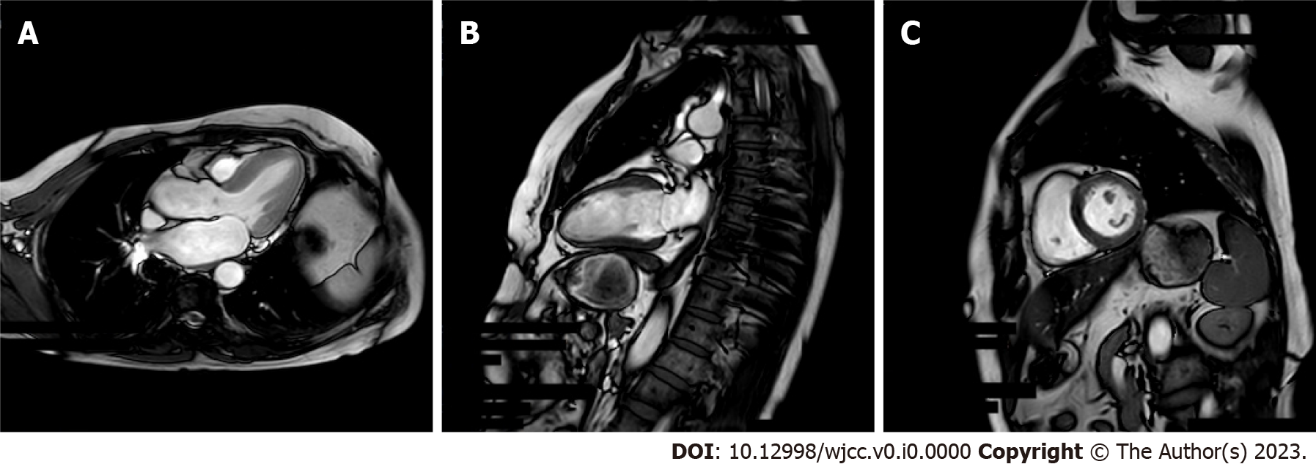 A
B
C
DOI: 10.12998/wjcc.v0.i0.0000 Copyright © The Author(s) 2023.